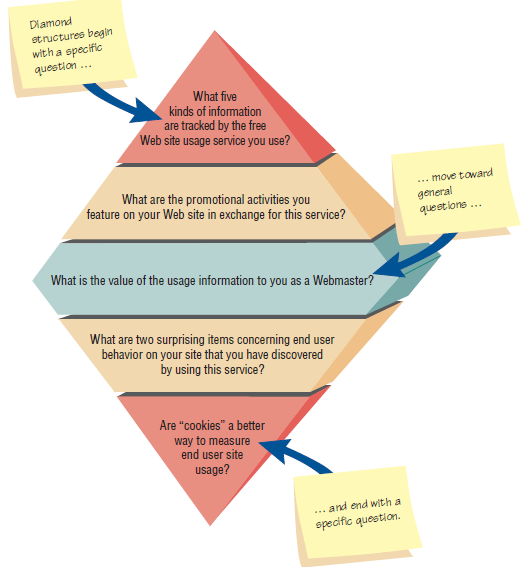 Diamond
structures begin
with a specific
question ...
What five
kinds of information
are tracked by the free
Web site usage service you use?
... move toward
general
questions ...
What are the promotional activities you
feature on your Web site in exchange for this service?
What is the value of the usage information to you as a Webmaster?
What are two surprising items concerning end user
behavior on your site that you have discovered
by using this service?
Are “cookies” a better
way to measure
end user site
usage?
... and end with a
specific question.